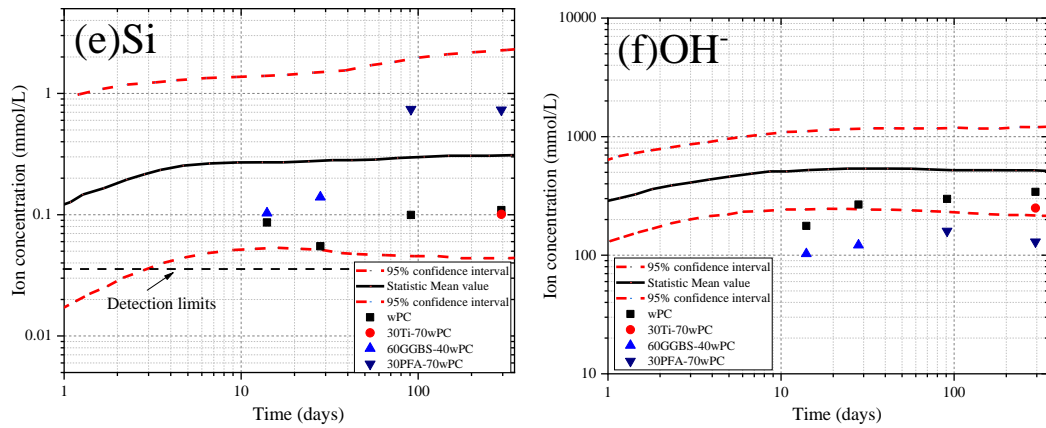 (e)Si
Ion concentration (mmol/L)
1
0.1
0.01
Detection limits
95% confidence interval
Statistic Mean value
95% confidence interval
wPC
30Ti-70wPC
60GGBS-40wPC
30PFA-70wPC
1
10
100
Time (days)
(f)OH⁻
Ion concentration (mmol/L)
10000
1000
100
10
95% confidence interval
Statistic Mean value
95% confidence interval
wPC
30Ti-70wPC
60GGBS-40wPC
30PFA-70wPC
1
10
100
Time (days)